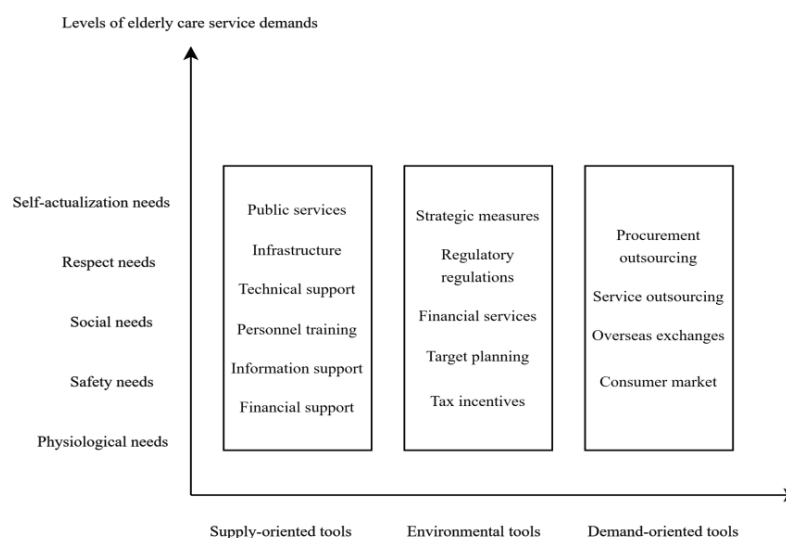 Levels of elderly care service demands
Self-actualization needs
Respect needs
Social needs
Safety needs
Physiological needs
Public services
Infrastructure
Technical support
Personnel training
Information support
Financial support
Strategic measures
Regulatory
regulations
Financial services
Target planning
Tax incentives
Procurement
outsourcing
Service outsourcing
Overseas exchanges
Consumer market
Supply-oriented tools
Environmental tools
Demand-oriented tools